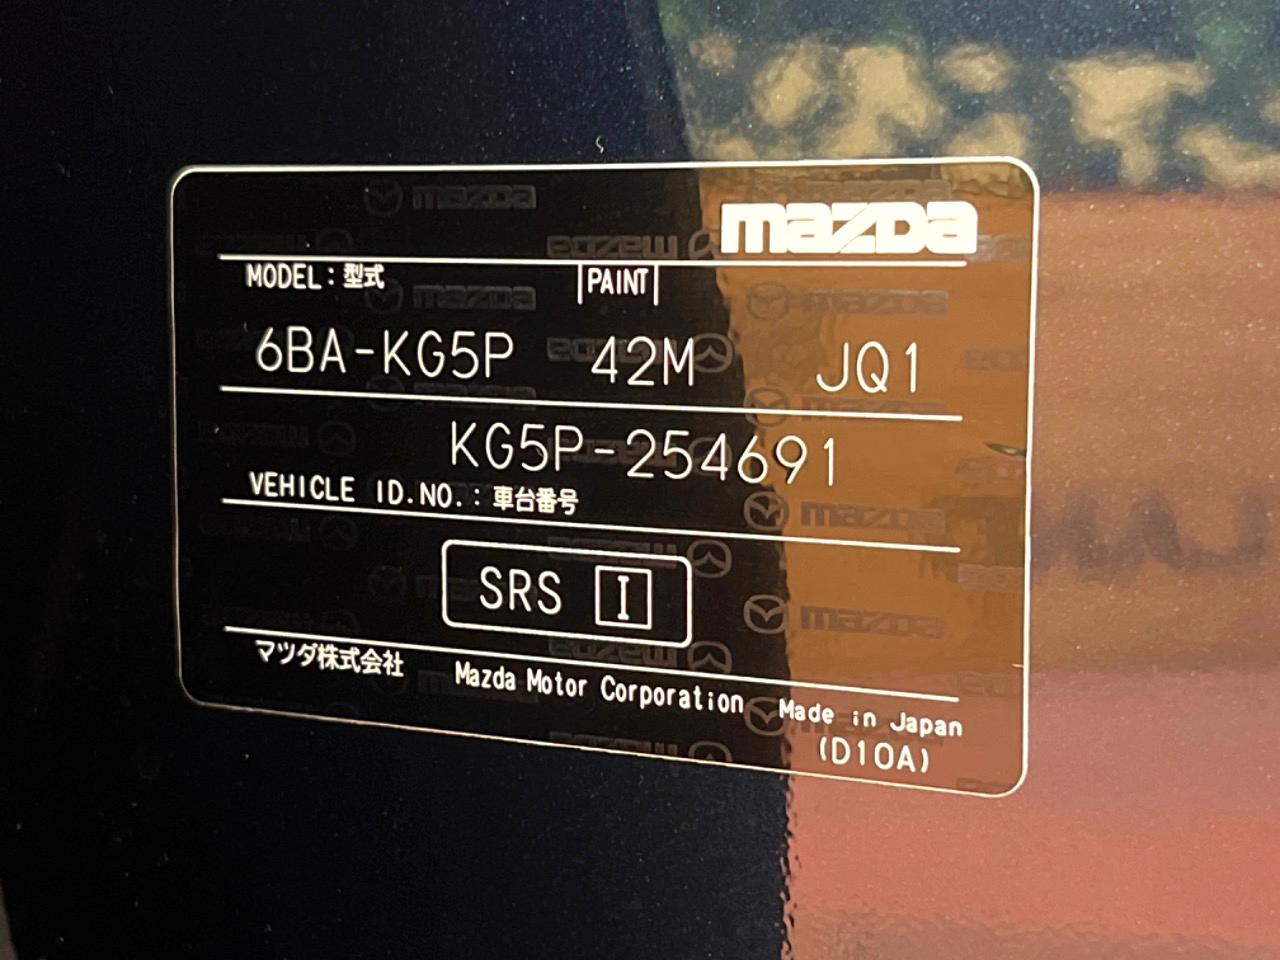 mazda
MODEL：型式 PAINT
6BA-KG5P 42M JQ1
KG5P-254691
VEHICLE ID.NO.：車台番号
SRS I
マツダ株式会社 Mazda Motor Corporation Made in Japan
(D10A)